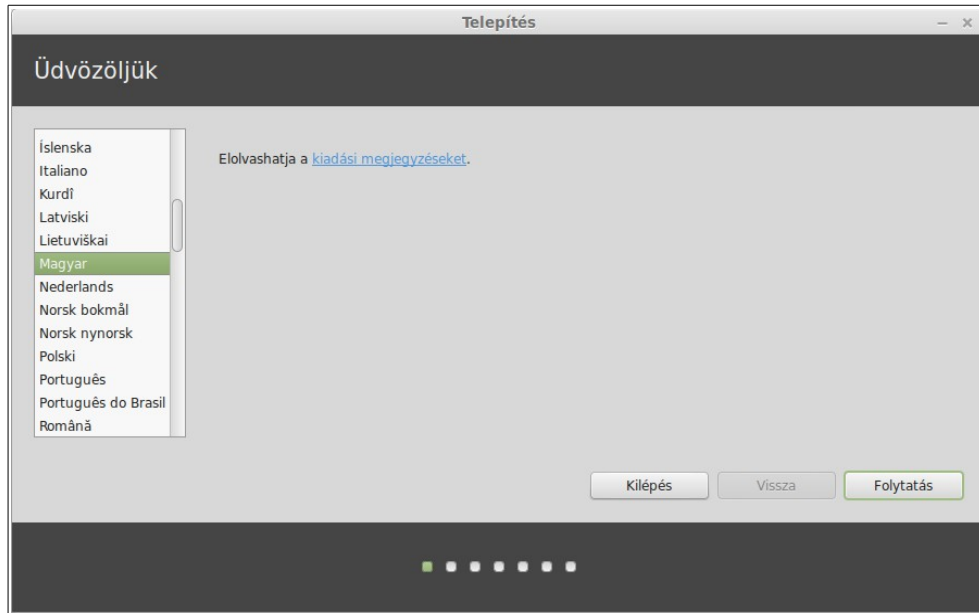 Telepítés
Üdvözöljük
Íslenska
Italiano
Kurdî
Latviski
Lietuviškai
Magyar
Nederlands
Norsk bokmål
Norsk nynorsk
Polski
Português
Português do Brasil
Română
Elolvashatja a kiadási megjegyzéseket.
Kilépés
Vissza
Folytatás